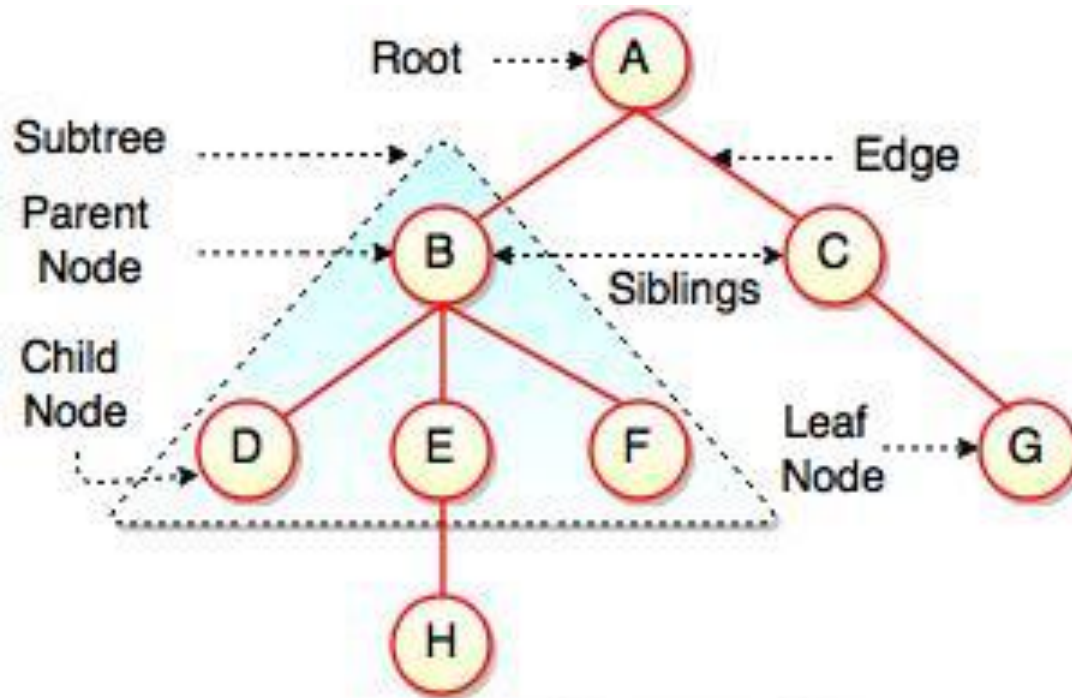 Root
A
Subtree
Edge
Parent
Node
B
C
Siblings
Child
Node
D
E
F
Leaf
Node
G
H